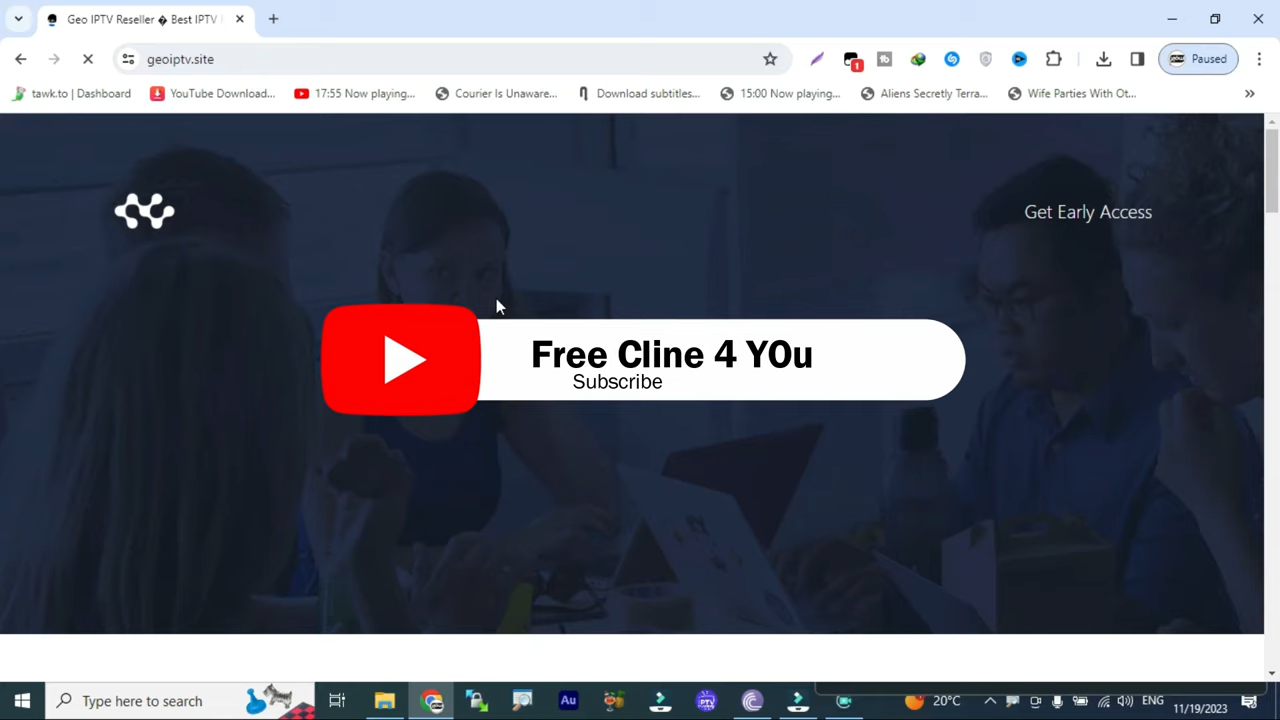 Geo IPTV Reseller � Best IPTV
geoiptv.site
1
Paused
tawk.to | Dashboard
YouTube Download...
17:55 Now playing...
Courier Is Unaware...
Download subtitles...
15:00 Now playing...
Aliens Secretly Terra...
Wife Parties With Ot...
Get Early Access
Free Cline 4 YOu
Subscribe
Type here to search
Au
20°C
ENG
11/19/2023